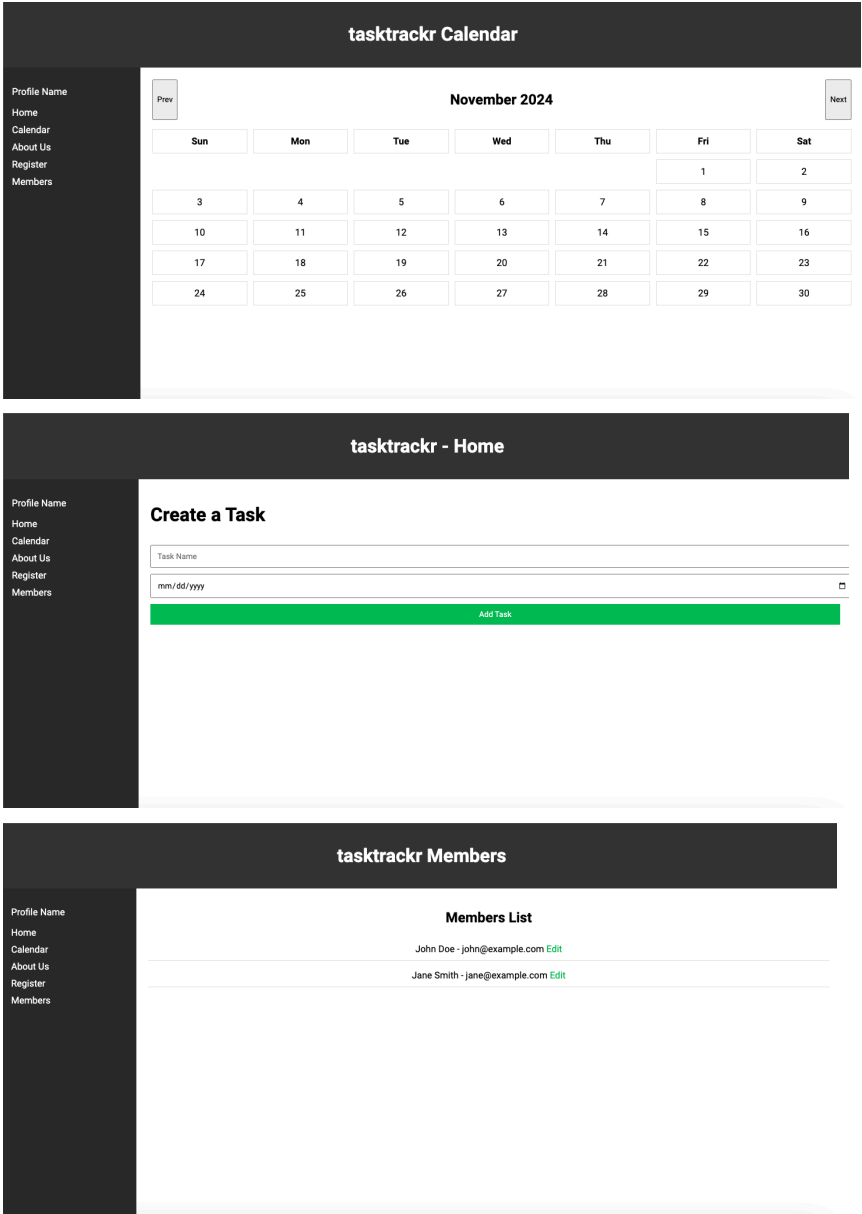 tasktrackr Calendar
Profile Name
Home
Calendar
About Us
Register
Members
Prev
November 2024
Next
Sun Mon Tue Wed Thu Fri Sat
1 2
3 4 5 6 7 8 9
10 11 12 13 14 15 16
17 18 19 20 21 22 23
24 25 26 27 28 29 30
tasktrackr - Home
Profile Name
Home
Calendar
About Us
Register
Members
Create a Task
Task Name
mm/dd/yyyy
Add Task
tasktrackr Members
Profile Name
Home
Calendar
About Us
Register
Members
Members List
John Doe - john@example.com Edit
Jane Smith - jane@example.com Edit